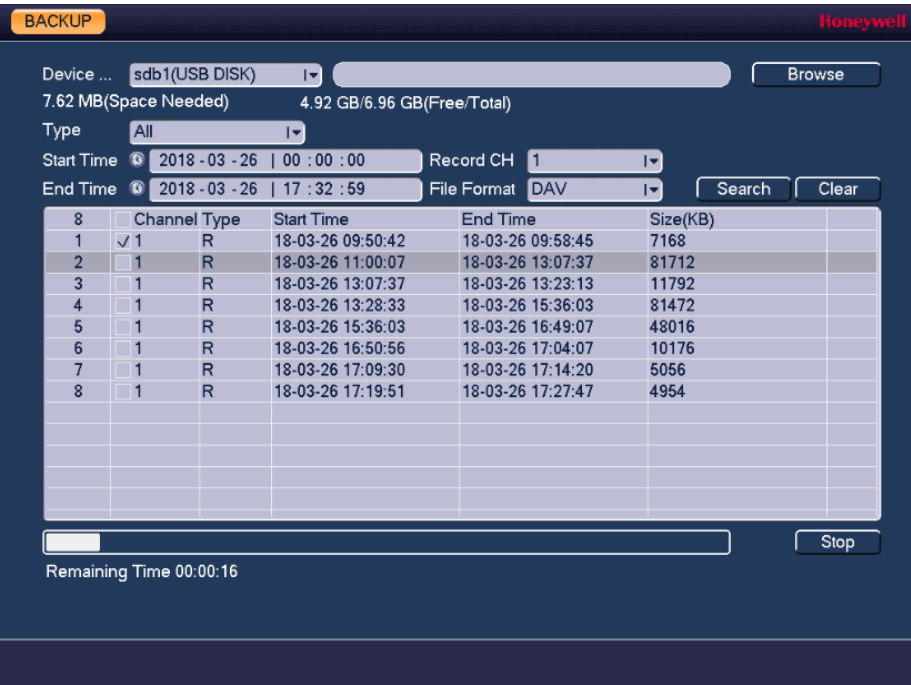 BACKUP Honeywell
Device ... sdb1(USB DISK) Browse
7.62 MB(Space Needed) 4.92 GB/6.96 GB(Free/Total)
Type All
Start Time 2018 - 03 - 26 | 00 : 00 : 00 Record CH 1
End Time 2018 - 03 - 26 | 17 : 32 : 59 File Format DAV Search Clear
8 Channel Type Start Time End Time Size(KB)
1 1 R 18-03-26 09:50:42 18-03-26 09:58:45 7168
2 1 R 18-03-26 11:00:07 18-03-26 13:07:37 81712
3 1 R 18-03-26 13:07:37 18-03-26 13:23:13 11792
4 1 R 18-03-26 13:28:33 18-03-26 15:36:03 81472
5 1 R 18-03-26 15:36:03 18-03-26 16:49:07 48016
6 1 R 18-03-26 16:50:56 18-03-26 17:04:07 10176
7 1 R 18-03-26 17:09:30 18-03-26 17:14:20 5056
8 1 R 18-03-26 17:19:51 18-03-26 17:27:47 4954
Stop
Remaining Time 00:00:16